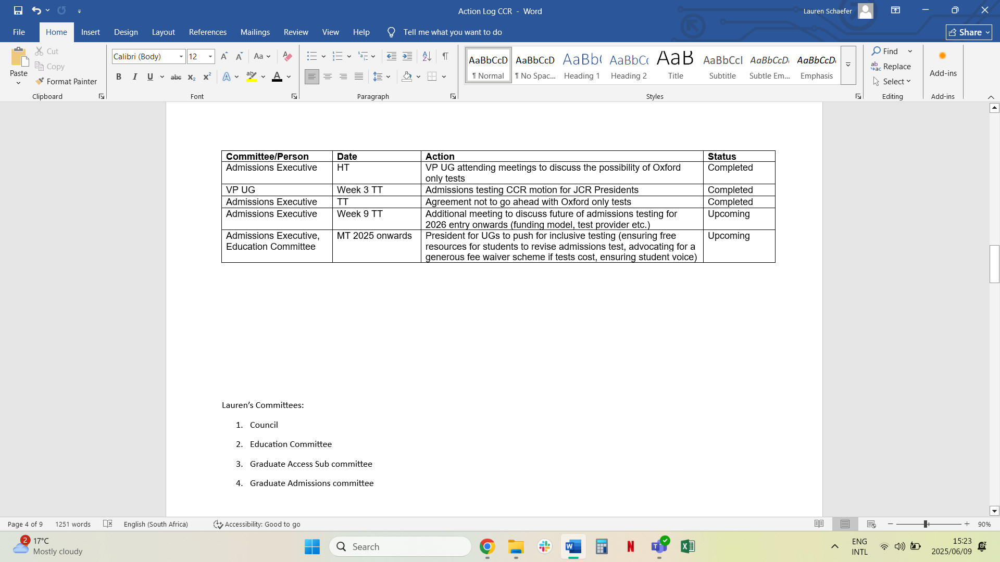 Action Log CCR - Word
Lauren Schaefer
File Home Insert Design Layout References Mailings Review View Help Tell me what you want to do Share
Paste
Cut
Copy
Format Painter
Clipboard
Calibri (Body) 12
Font
Paragraph
AaBbCcD AaBbCcD AaBb( AaBbCc AaB AaBbCcl AaBbCcD AaBbCcD
¶ Normal ¶ No Spac... Heading 1 Heading 2 Title Subtitle Subtle Em... Emphasis
Styles
Find
Replace
Select
Editing
Add-ins
Add-ins
Committee/Person Date Action Status
Admissions Executive HT VP UG attending meetings to discuss the possibility of Oxford Completed
only tests
VP UG Week 3 TT Admissions testing CCR motion for JCR Presidents Completed
Admissions Executive TT Agreement not to go ahead with Oxford only tests Completed
Admissions Executive Week 9 TT Additional meeting to discuss future of admissions testing for Upcoming
2026 entry onwards (funding model, test provider etc.)
Admissions Executive, MT 2025 onwards President for UGs to push for inclusive testing (ensuring free Upcoming
Education Committee resources for students to revise admissions test, advocating for a
generous fee waiver scheme if tests cost, ensuring student voice)
Lauren’s Committees:
1. Council
2. Education Committee
3. Graduate Access Sub committee
4. Graduate Admissions committee
Page 4 of 9 1251 words English (South Africa) Accessibility: Good to go 90%
2 17°C
Mostly cloudy
Search
ENG
INTL
15:23
2025/06/09